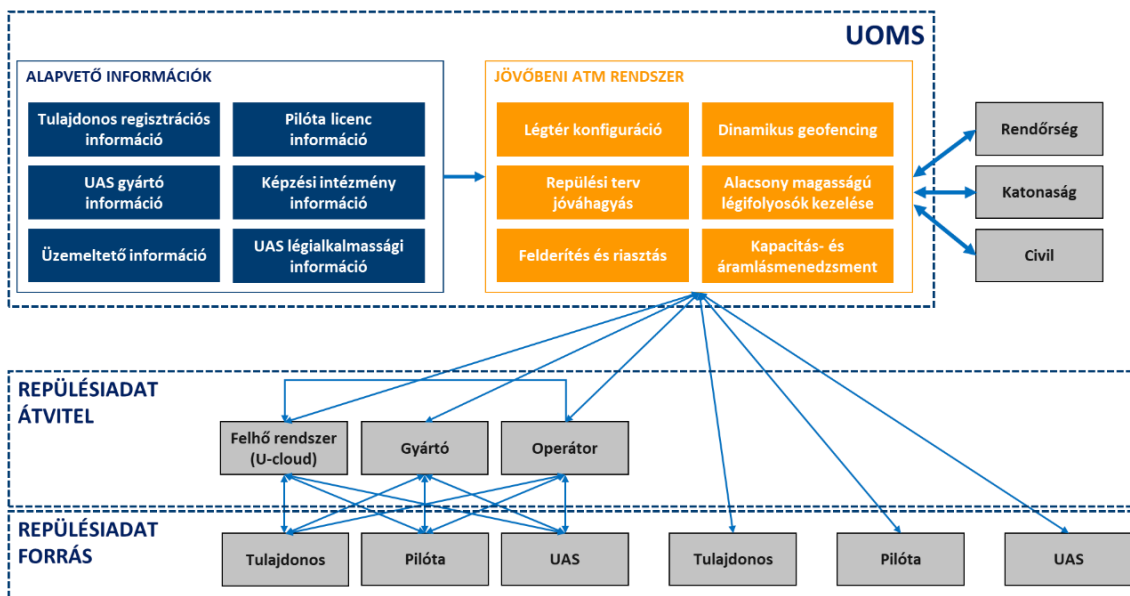 UOMS
ALAPVETŐ INFORMÁCIÓK
Tulajdonos regisztrációs
információ
Pilóta licenc
információ
UAS gyártó
információ
Képzési intézmény
információ
Üzemeltető információ
UAS légialkalmassági
információ
JÖVŐBENI ATM RENDSZER
Légtér konfiguráció
Dinamikus geofencing
Repülési terv
jóváhagyás
Alacsony magasságú
légifolyosók kezelése
Felderítés és riasztás
Kapacitás- és
áramlásmenedzsment
Rendőrség
Katonaság
Civil
REPÜLÉSIADAT
ÁTVITEL
Felhő rendszer
(U-cloud)
Gyártó
Operátor
REPÜLÉSIADAT
FORRÁS
Tulajdonos
Pilóta
UAS
Tulajdonos
Pilóta
UAS